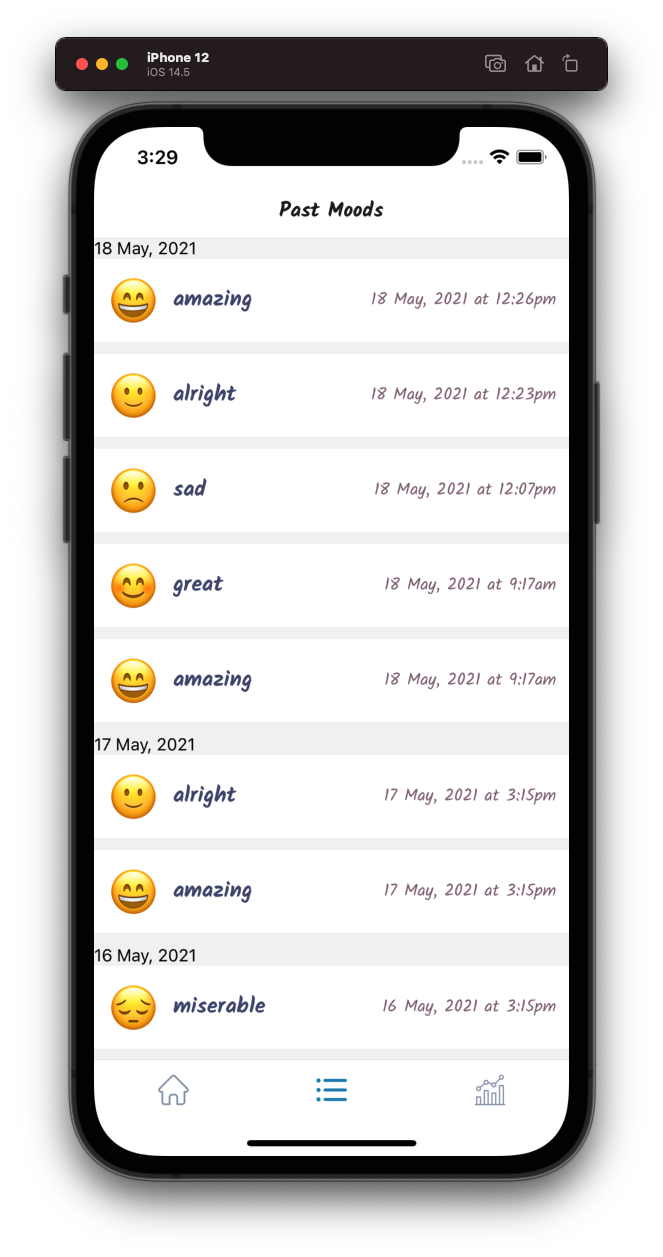 iPhone 12
iOS 14.5
3:29
Past Moods
18 May, 2021
amazing 18 May, 2021 at 12:26pm
alright 18 May, 2021 at 12:23pm
sad 18 May, 2021 at 12:07pm
great 18 May, 2021 at 9:17am
amazing 18 May, 2021 at 9:17am
17 May, 2021
alright 17 May, 2021 at 3:15pm
amazing 17 May, 2021 at 3:15pm
16 May, 2021
miserable 16 May, 2021 at 3:15pm